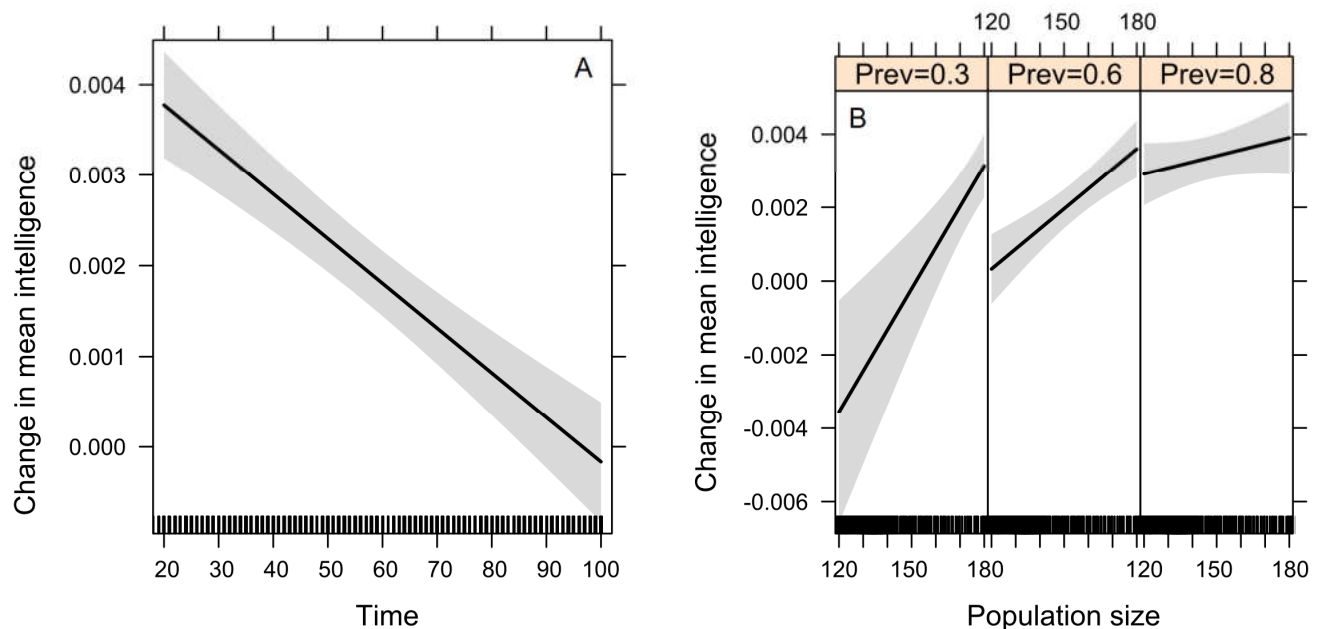 A
Change in mean intelligence
0.004
0.003
0.002
0.001
0.000
20 30 40 50 60 70 80 90 100
Time
120 150 180
Prev=0.3 Prev=0.6 Prev=0.8
B
Change in mean intelligence
0.004
0.002
0.000
-0.002
-0.004
-0.006
120 150 180 120 150 180
Population size